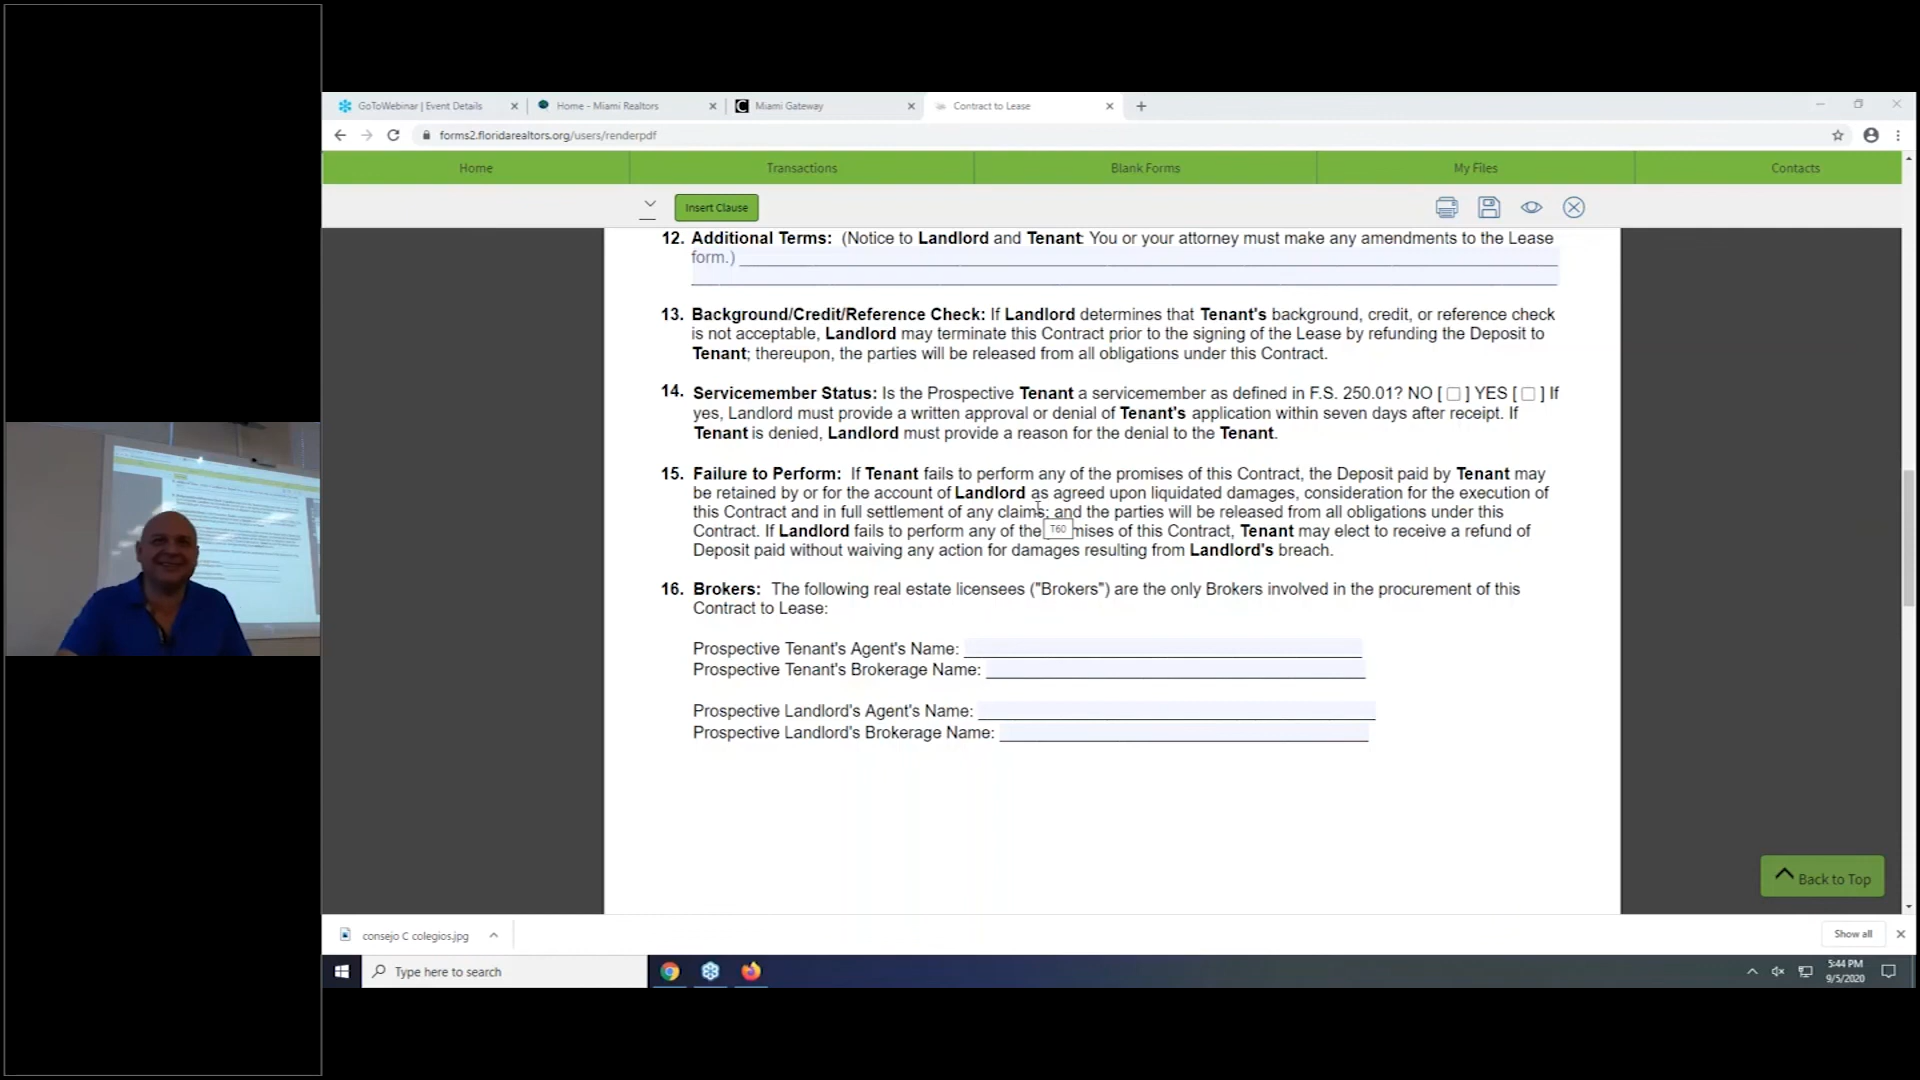 GoToWebinar | Event Details
Home - Miami Realtors
Miami Gateway
Contract to Lease
forms2.floridarealtors.org/users/renderpdf
Home
Transactions
Blank Forms
My Files
Contacts
Insert Clause
12. Additional Terms: (Notice to Landlord and Tenant: You or your attorney must make any amendments to the Lease
form.)
13. Background/Credit/Reference Check: If Landlord determines that Tenant's background, credit, or reference check
is not acceptable, Landlord may terminate this Contract prior to the signing of the Lease by refunding the Deposit to
Tenant; thereupon, the parties will be released from all obligations under this Contract.
14. Servicemember Status: Is the Prospective Tenant a servicemember as defined in F.S. 250.01? NO [ ] YES [ ] If
yes, Landlord must provide a written approval or denial of Tenant's application within seven days after receipt. If
Tenant is denied, Landlord must provide a reason for the denial to the Tenant.
15. Failure to Perform: If Tenant fails to perform any of the promises of this Contract, the Deposit paid by Tenant may
be retained by or for the account of Landlord as agreed upon liquidated damages, consideration for the execution of
this Contract and in full settlement of any claims; and the parties will be released from all obligations under this
Contract. If Landlord fails to perform any of the T60 mises of this Contract, Tenant may elect to receive a refund of
Deposit paid without waiving any action for damages resulting from Landlord's breach.
16. Brokers: The following real estate licensees ("Brokers") are the only Brokers involved in the procurement of this
Contract to Lease:
Prospective Tenant's Agent's Name:
Prospective Tenant's Brokerage Name:
Prospective Landlord's Agent's Name:
Prospective Landlord's Brokerage Name:
Back to Top
consejo C colegios.jpg
Show all
Type here to search
5:44 PM
9/5/2020